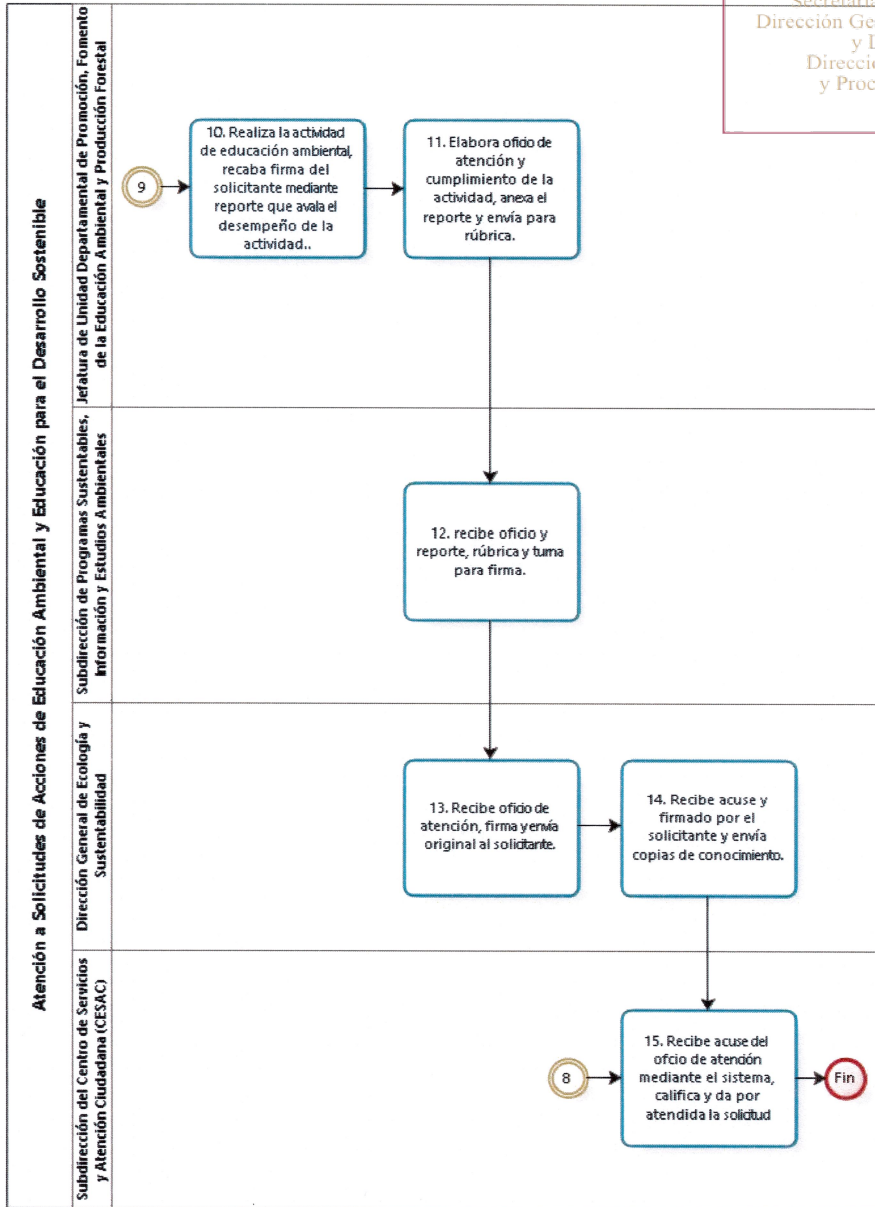 Secretaría
Dirección Ge
y D
Direcció
y Proc
Atención a Solicitudes de Acciones de Educación Ambiental y Educación para el Desarrollo Sostenible
Jefatura de Unidad Departamental de Promoción, Fomento
de la Educación Ambiental y Producción Forestal
9
10. Realiza la actividad
de educación ambiental,
recaba firma del
solicitante mediante
reporte que avala el
desempeño de la
actividad..
11. Elabora oficio de
atención y
cumplimiento de la
actividad, anexa el
reporte y envía para
rúbrica.
Subdirección de Programas Sustentables,
Información y Estudios Ambientales
12. recibe oficio y
reporte, rúbrica y turna
para firma.
Dirección General de Ecología y
Sustentabilidad
13. Recibe oficio de
atención, firma y envía
original al solicitante.
14. Recibe acuse y
firmado por el
solicitante y envía
copias de conocimiento.
Subdirección del Centro de Servicios
y Atención Ciudadana (CESAC)
8
15. Recibe acuse del
ofcio de atención
mediante el sistema,
califica y da por
atendida la solicitud
Fin